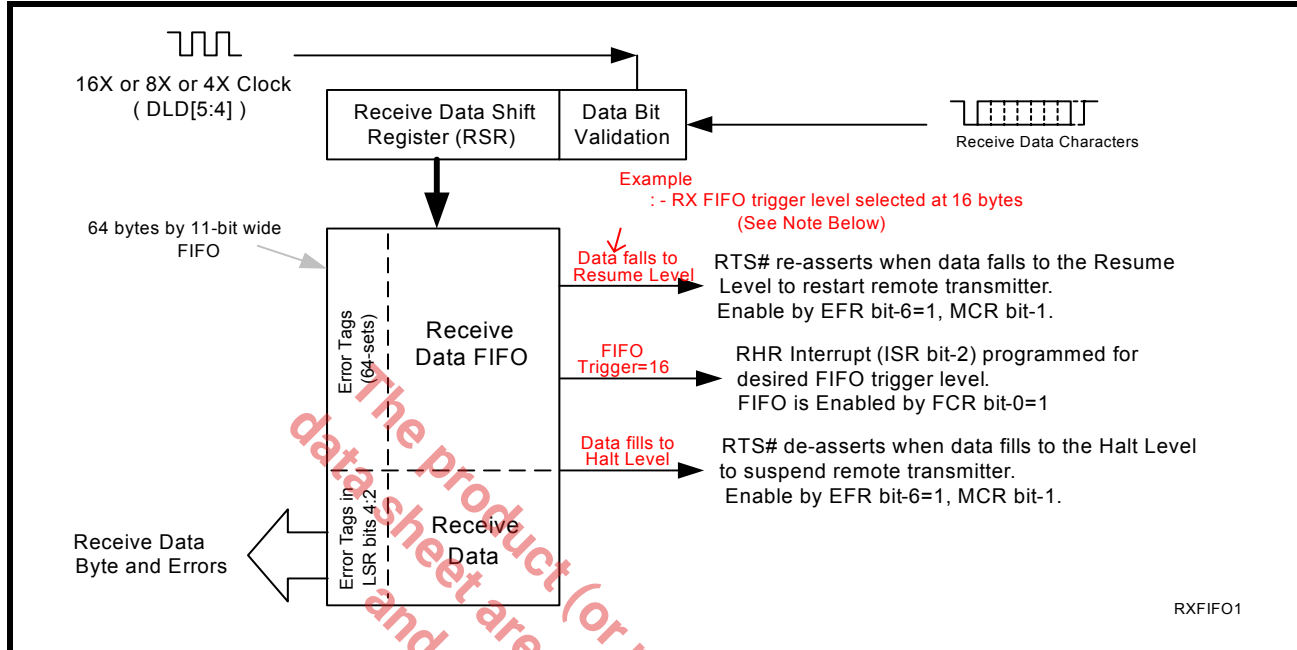 16X or 8X or 4X Clock
( DLD[5:4] )
Receive Data Shift
Register (RSR)
Data Bit
Validation
Receive Data Characters
Example
: - RX FIFO trigger level selected at 16 bytes
(See Note Below)
64 bytes by 11-bit wide
FIFO
Data falls to
Resume Level
RTS# re-asserts when data falls to the Resume
Level to restart remote transmitter.
Enable by EFR bit-6=1, MCR bit-1.
Error Tags
(64-sets)
Receive
Data FIFO
FIFO
Trigger=16
RHR Interrupt (ISR bit-2) programmed for
desired FIFO trigger level.
FIFO is Enabled by FCR bit-0=1
Data fills to
Halt Level
RTS# de-asserts when data fills to the Halt Level
to suspend remote transmitter.
Enable by EFR bit-6=1, MCR bit-1.
Error Tags in
LSR bits 4:2
Receive
Data
Receive Data
Byte and Errors
RXFIFO1
The product (or
data sheet are
and